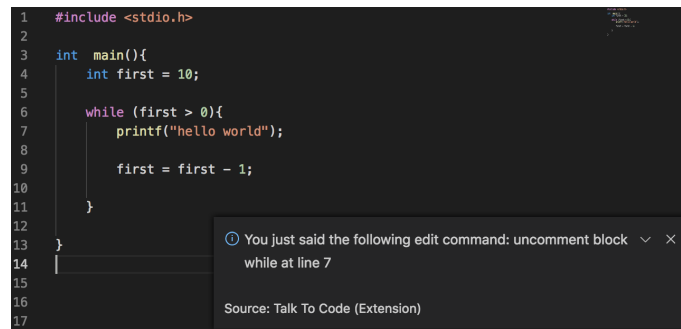 1 #include <stdio.h>
2
3 int  main(){
4     int first = 10;
5
6     while (first > 0){
7         printf("hello world");
8
9         first = first - 1;
10
11     }
12
13 }
14
15
16
17
You just said the following edit command: uncomment block
while at line 7
Source: Talk To Code (Extension)